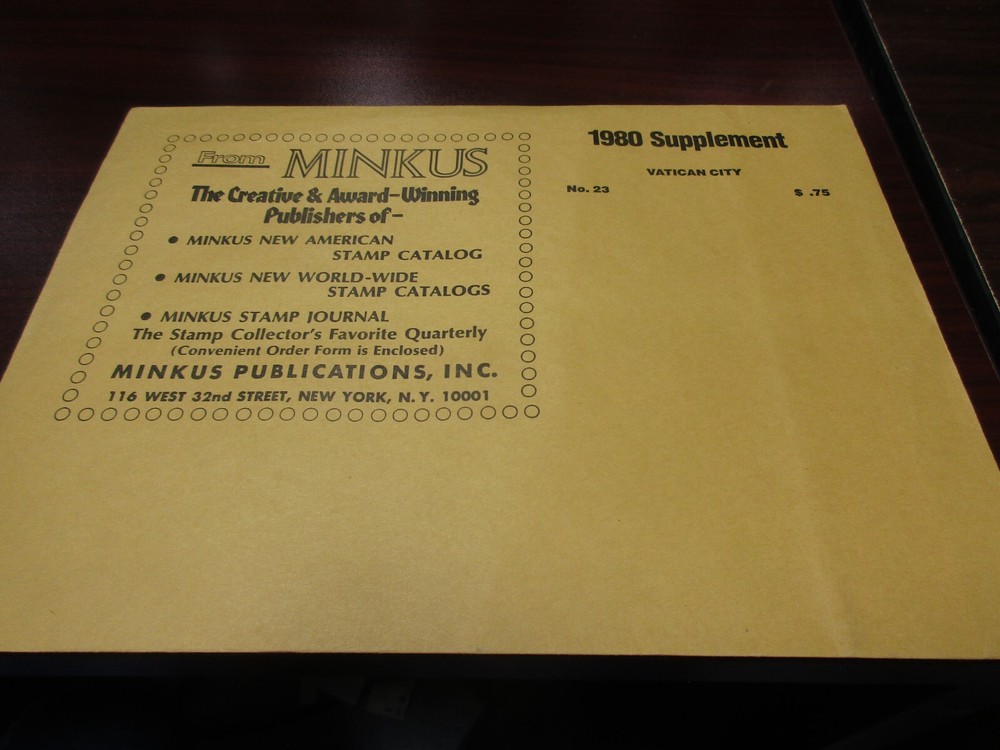 From MINKUS
The Creative & Award-Winning
Publishers of-
• MINKUS NEW AMERICAN
STAMP CATALOG
• MINKUS NEW WORLD-WIDE
STAMP CATALOGS
• MINKUS STAMP JOURNAL
The Stamp Collector's Favorite Quarterly
(Convenient Order Form is Enclosed)
MINKUS PUBLICATIONS, INC.
116 WEST 32nd STREET, NEW YORK, N.Y. 10001
1980 Supplement
VATICAN CITY
No. 23 $ .75